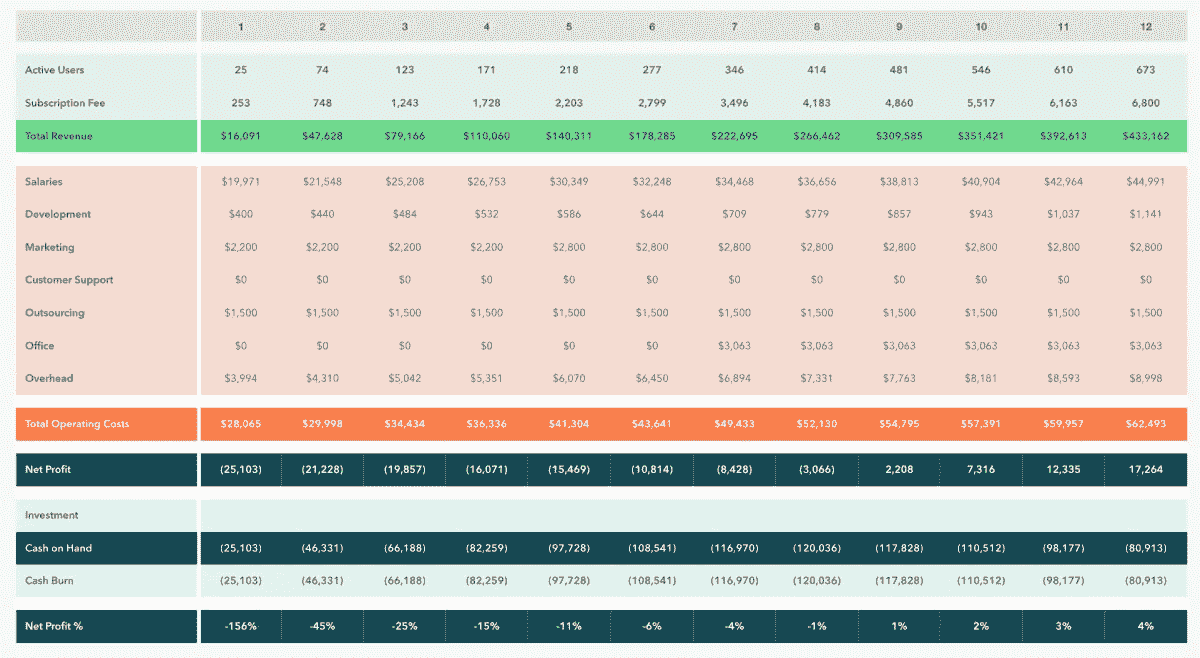 1 2 3 4 5 6 7 8 9 10 11 12
Active Users 25 74 123 171 218 277 346 414 481 546 610 673
Subscription Fee 253 748 1,243 1,728 2,203 2,799 3,496 4,183 4,860 5,517 6,163 6,800
Total Revenue $16,091 $47,628 $79,166 $110,060 $140,311 $178,285 $222,695 $266,462 $309,585 $351,421 $392,613 $433,162
Salaries $19,971 $21,548 $25,208 $26,753 $30,349 $32,248 $34,468 $36,656 $38,813 $40,904 $42,964 $44,991
Development $400 $440 $484 $532 $586 $644 $709 $779 $857 $943 $1,037 $1,141
Marketing $2,200 $2,200 $2,200 $2,200 $2,800 $2,800 $2,800 $2,800 $2,800 $2,800 $2,800 $2,800
Customer Support $0 $0 $0 $0 $0 $0 $0 $0 $0 $0 $0 $0
Outsourcing $1,500 $1,500 $1,500 $1,500 $1,500 $1,500 $1,500 $1,500 $1,500 $1,500 $1,500 $1,500
Office $0 $0 $0 $0 $0 $0 $3,063 $3,063 $3,063 $3,063 $3,063 $3,063
Overhead $3,994 $4,310 $5,042 $5,351 $6,070 $6,450 $6,894 $7,331 $7,763 $8,181 $8,593 $8,998
Total Operating Costs $28,065 $29,998 $34,434 $36,336 $41,304 $43,641 $49,433 $52,130 $54,795 $57,391 $59,957 $62,493
Net Profit (25,103) (21,228) (19,857) (16,071) (15,469) (10,814) (8,428) (3,066) 2,208 7,316 12,335 17,264
Investment
Cash on Hand (25,103) (46,331) (66,188) (82,259) (97,728) (108,541) (116,970) (120,036) (117,828) (110,512) (98,177) (80,913)
Cash Burn (25,103) (46,331) (66,188) (82,259) (97,728) (108,541) (116,970) (120,036) (117,828) (110,512) (98,177) (80,913)
Net Profit % -156% -45% -25% -15% -11% -6% -4% -1% 1% 2% 3% 4%